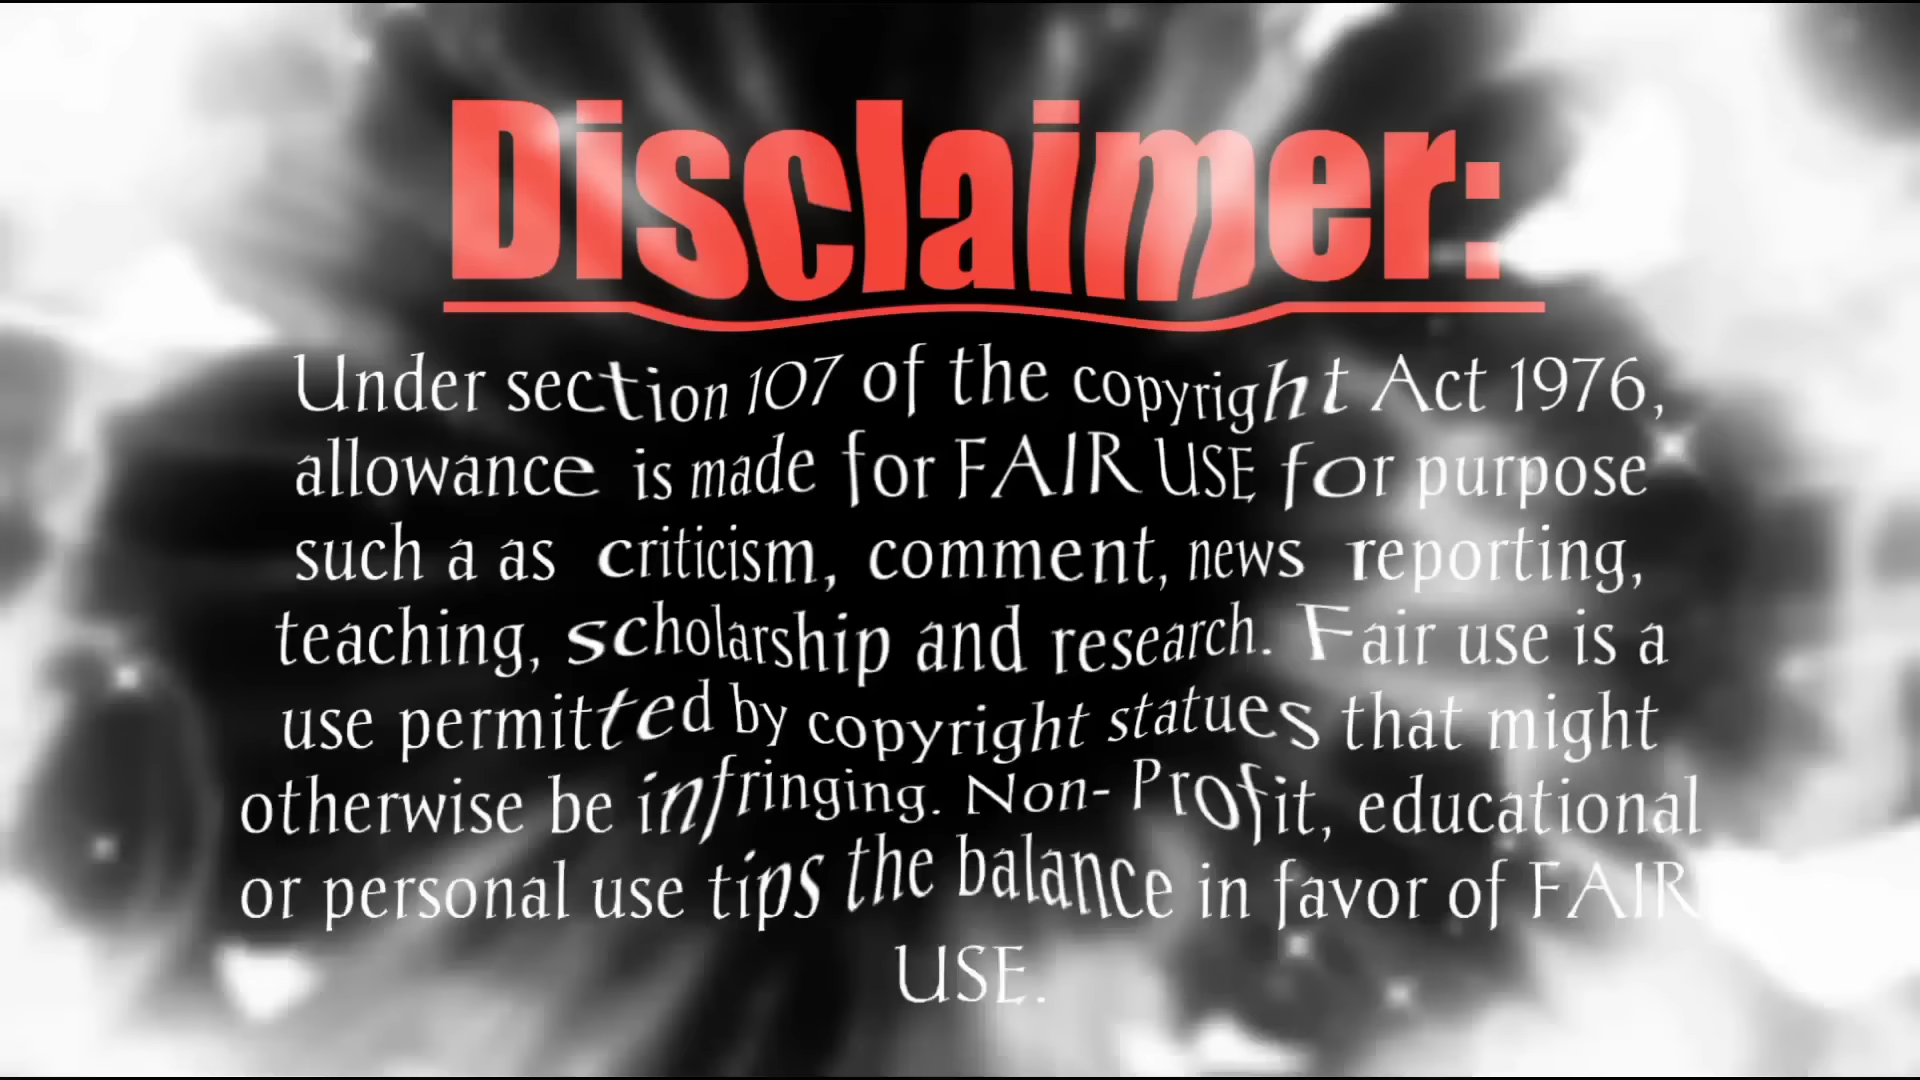 Disclaimer:
Under section 107 of the copyright Act 1976,
allowance is made for FAIR USE for purpose
such a as criticism, comment, news reporting,
teaching, scholarship and research. Fair use is a
use permitted by copyright statues that might
otherwise be infringing. Non- Profit, educational
or personal use tips the balance in favor of FAIR
USE.